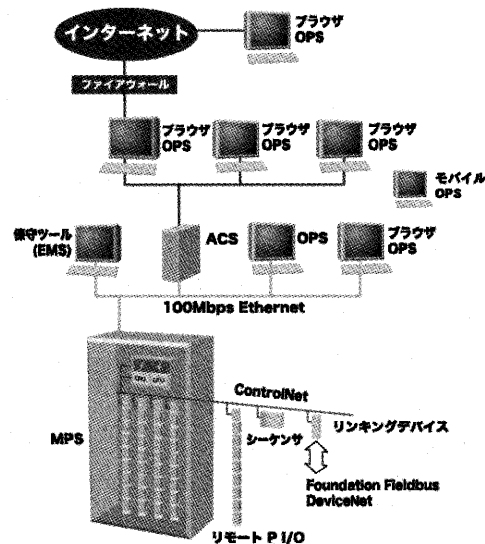 インターネット
ブラウザ
OPS
ファイアウォール
ブラウザ
OPS
ブラウザ
OPS
ブラウザ
OPS
モバイル
OPS
保守ツール
(EMS)
ACS
OPS
ブラウザ
OPS
100Mbps Ethernet
CPU CPU
MPS
ControlNet
シーケンサ
リンキングデバイス
Foundation Fieldbus
DeviceNet
リモート P I/O